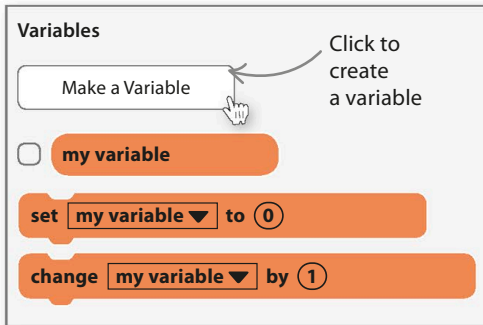 Variables
Click to
create
a variable
Make a Variable
my variable
set my variable to 0
change my variable by 1